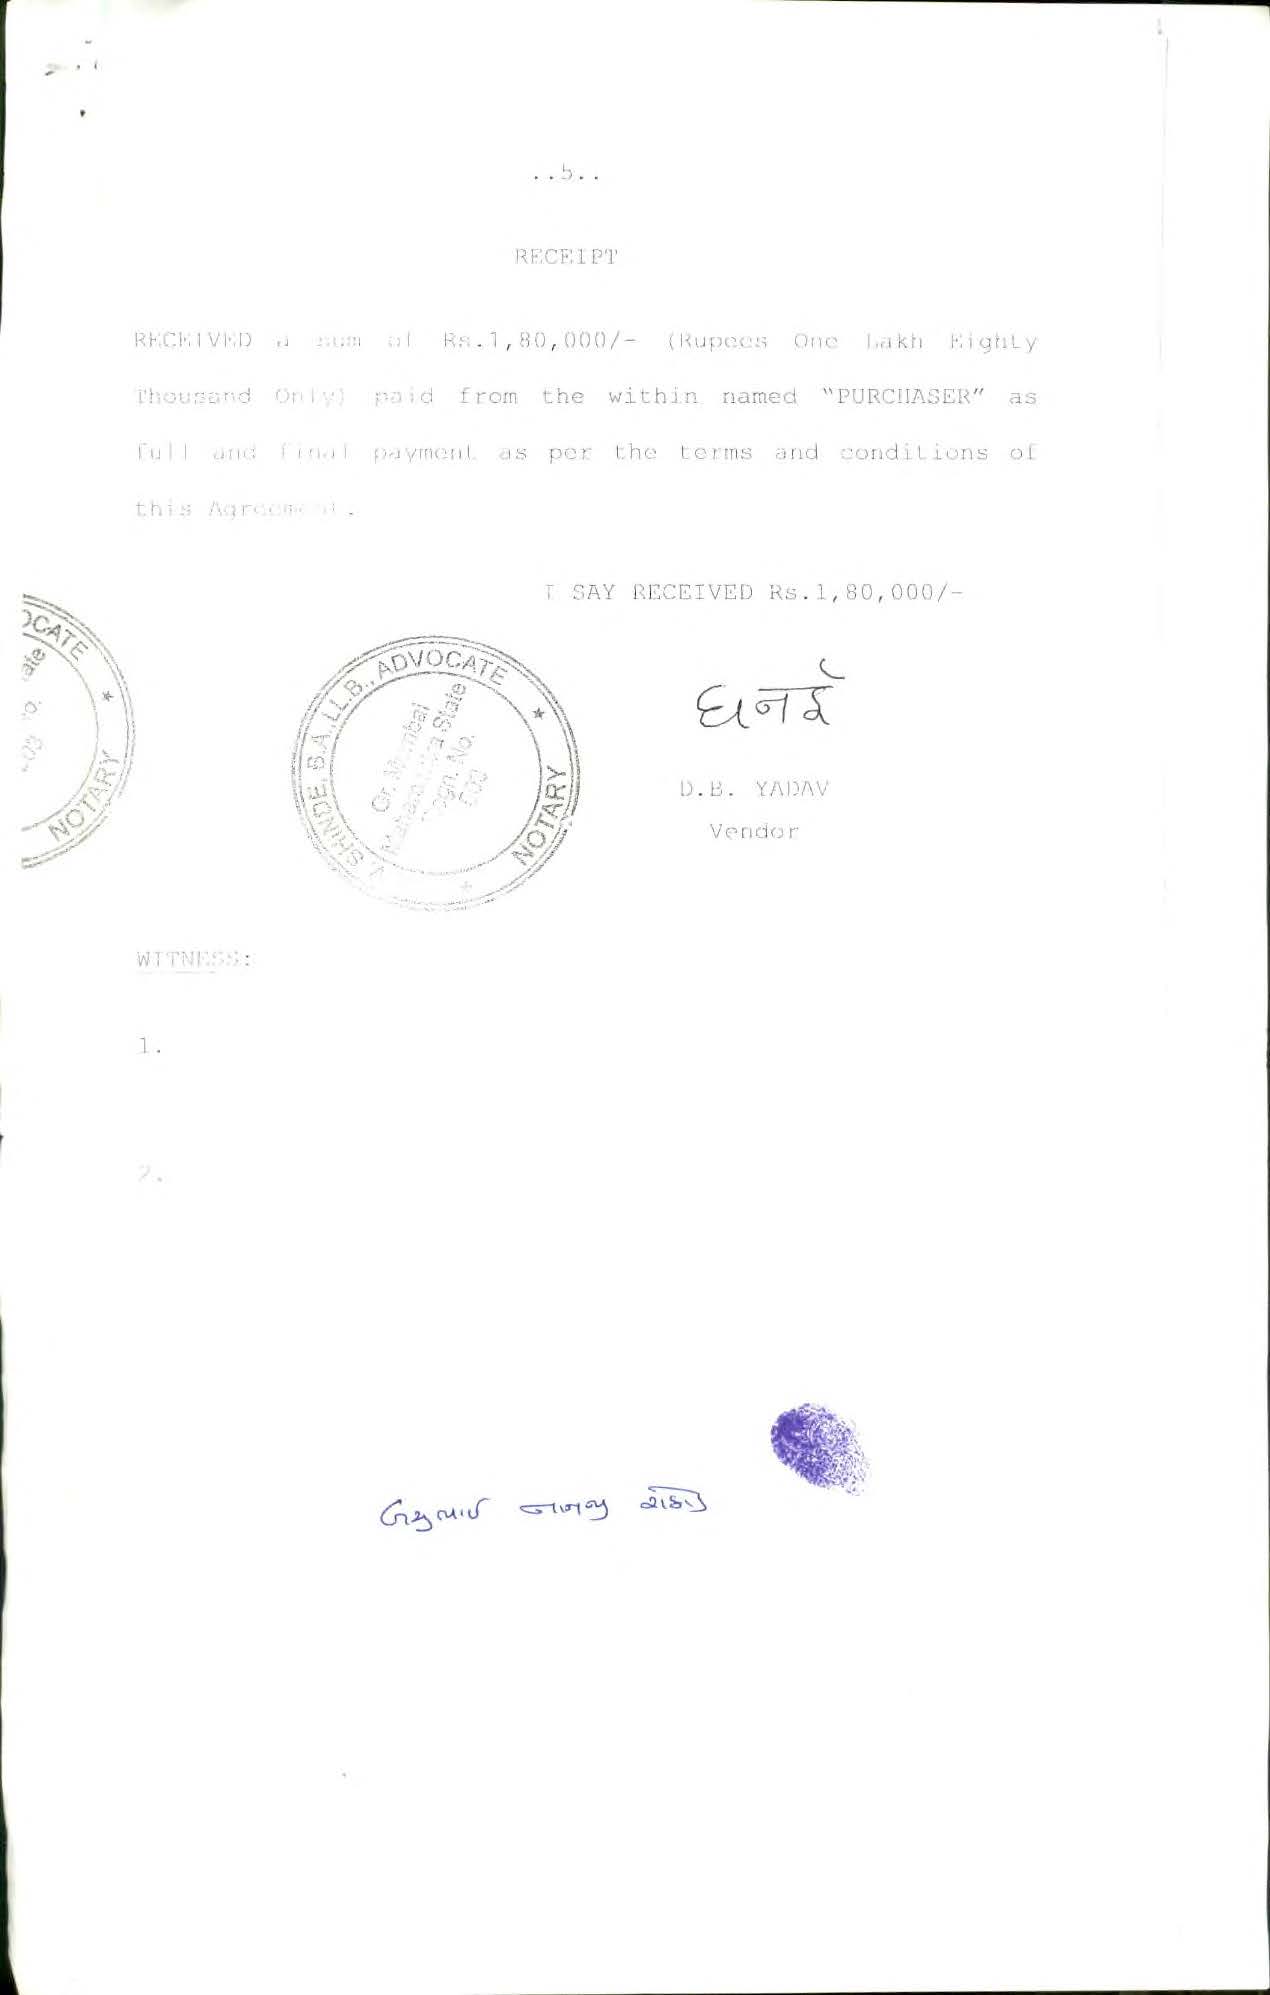 ..5..
RECEIPT
RECEIVED a sum of Rs.1,80,000/- (Rupees One Lakh Eighty
Thousand Only) paid from the within named “PURCHASER” as
full and final payment as per the terms and conditions of
this Agreement.
I SAY RECEIVED Rs.1,80,000/-
OCATE ★ NOTARY
V. SHINDE, B.A., LL.B., ADVOCATE ★ NOTARY ★
Gr. Mumbai
Maharashtra State
Regn. No.
धनई
D.B. YADAV
Vendor
WITNESS:
1.
2.